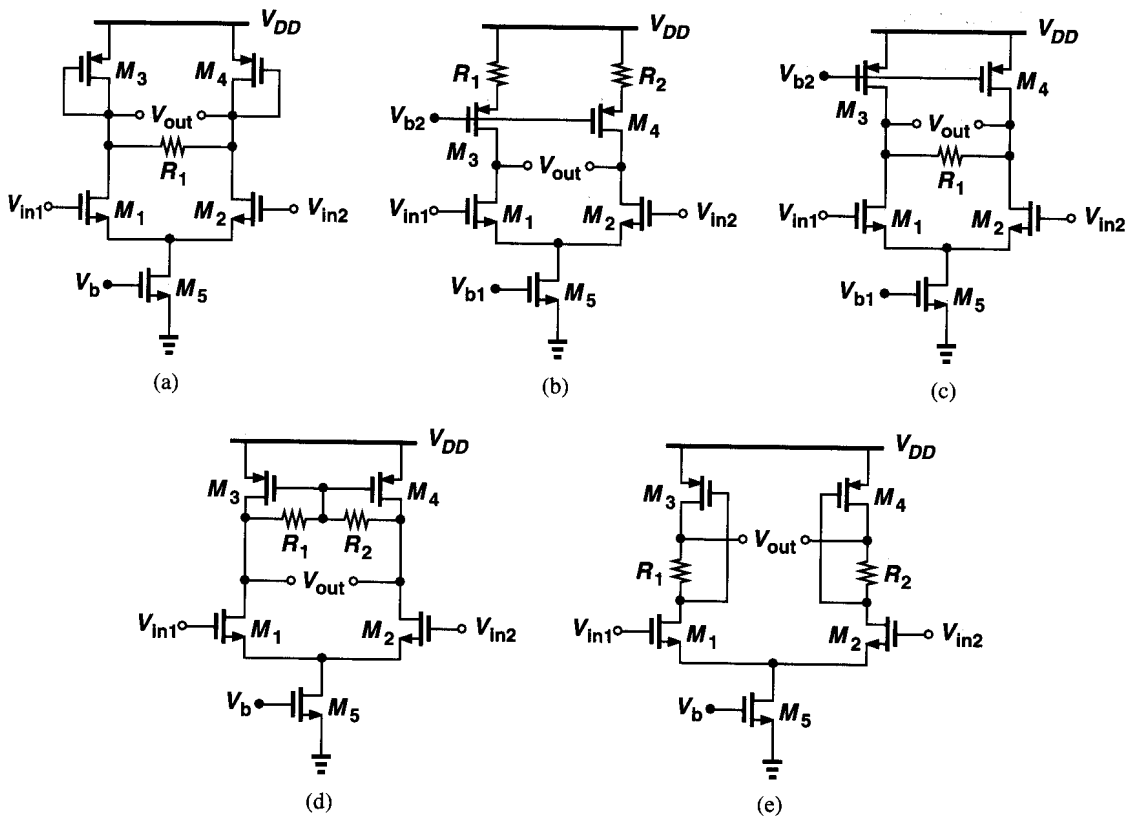 V_DD
M_3
M_4
V_out
R_1
V_in1
M_1
M_2
V_in2
V_b
M_5
(a)
V_DD
R_1
R_2
V_b2
M_3
M_4
V_out
V_in1
M_1
M_2
V_in2
V_b1
M_5
(b)
V_DD
V_b2
M_3
M_4
V_out
R_1
V_in1
M_1
M_2
V_in2
V_b1
M_5
(c)
V_DD
M_3
M_4
R_1
R_2
V_out
V_in1
M_1
M_2
V_in2
V_b
M_5
(d)
V_DD
M_3
M_4
V_out
R_1
R_2
V_in1
M_1
M_2
V_in2
V_b
M_5
(e)